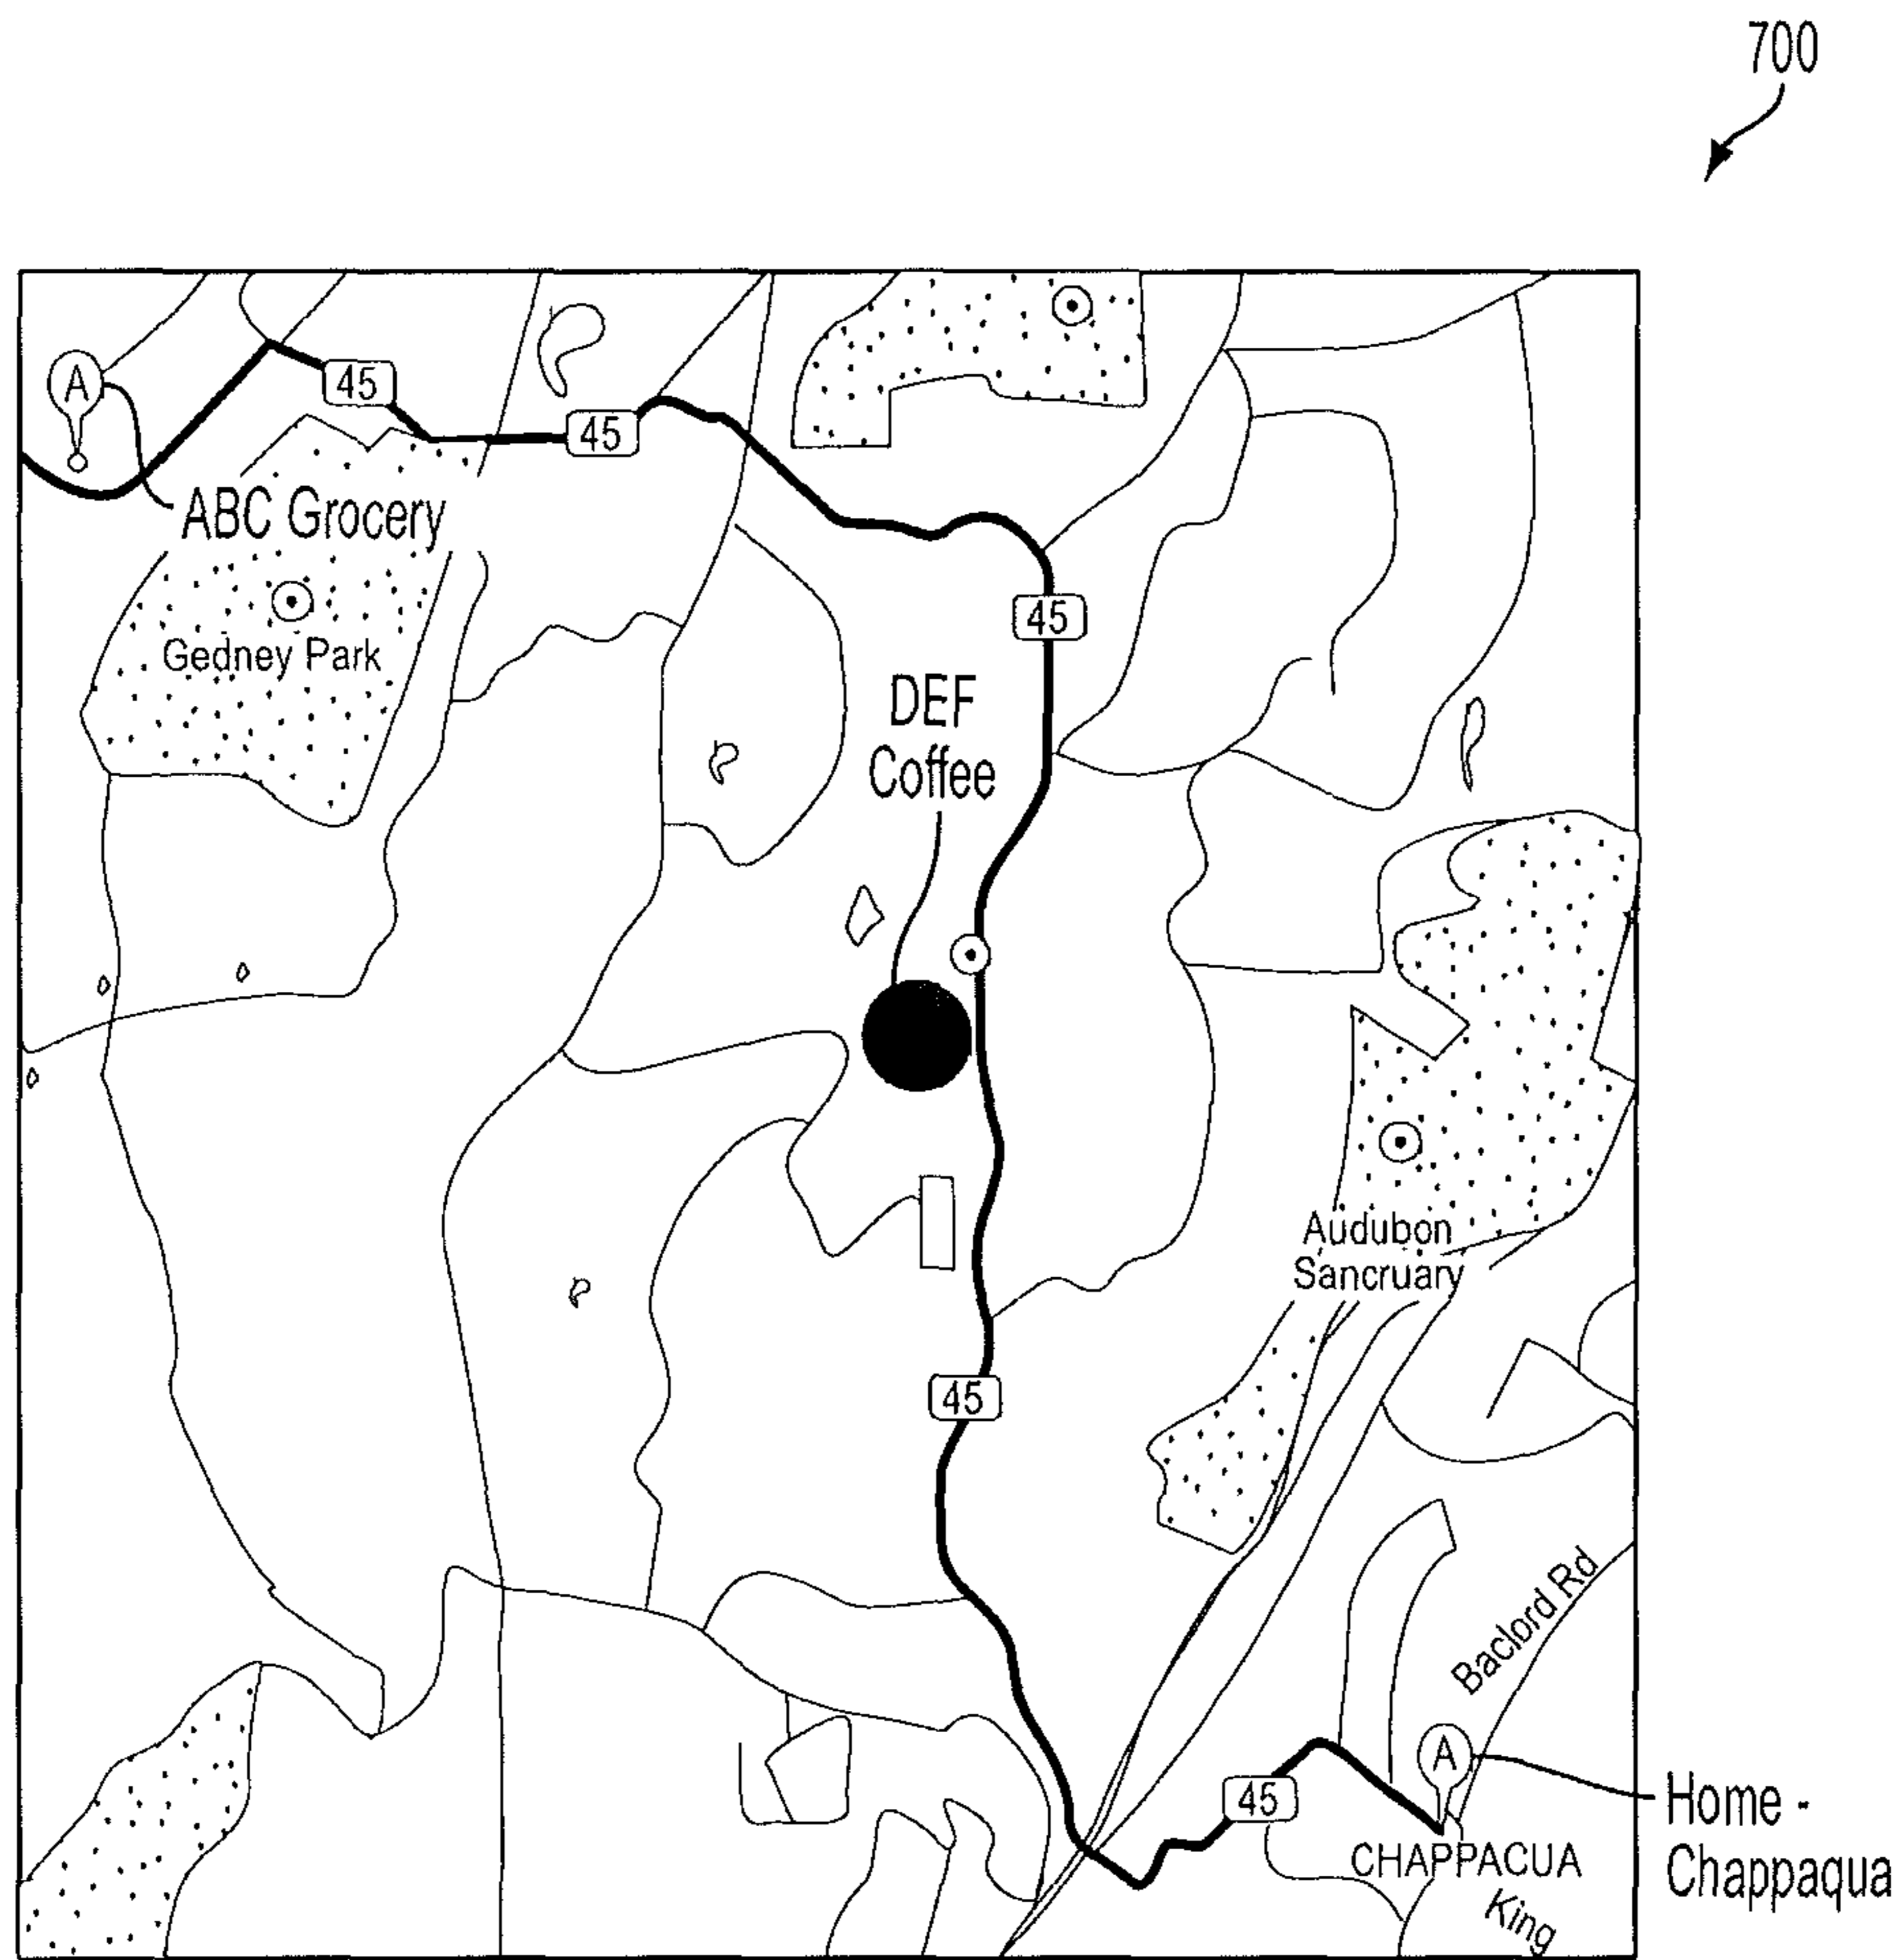 700
A
45
45
ABC Grocery
45
Gedney Park
DEF
Coffee
Audubon
Sancruary
45
Baclord Rd
A
45
Home -
Chappaqua
CHAPPACUA
King